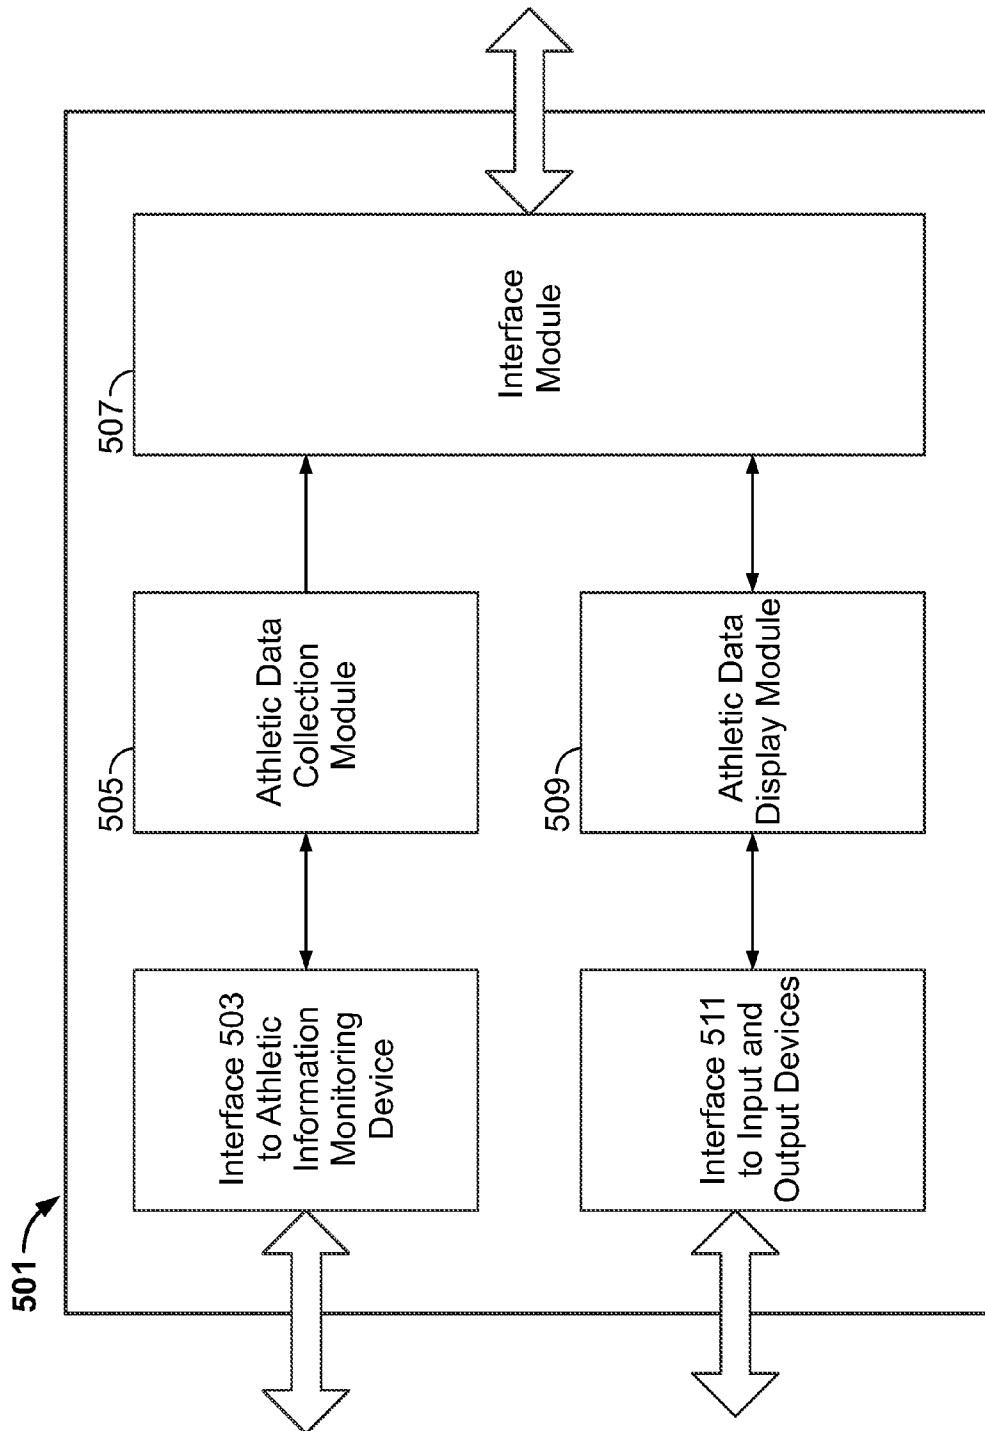 501
Interface 503
to Athletic
Information
Monitoring
Device
505
Athletic Data
Collection
Module
507
Interface
Module
Interface 511
to Input and
Output Devices
509
Athletic Data
Display Module